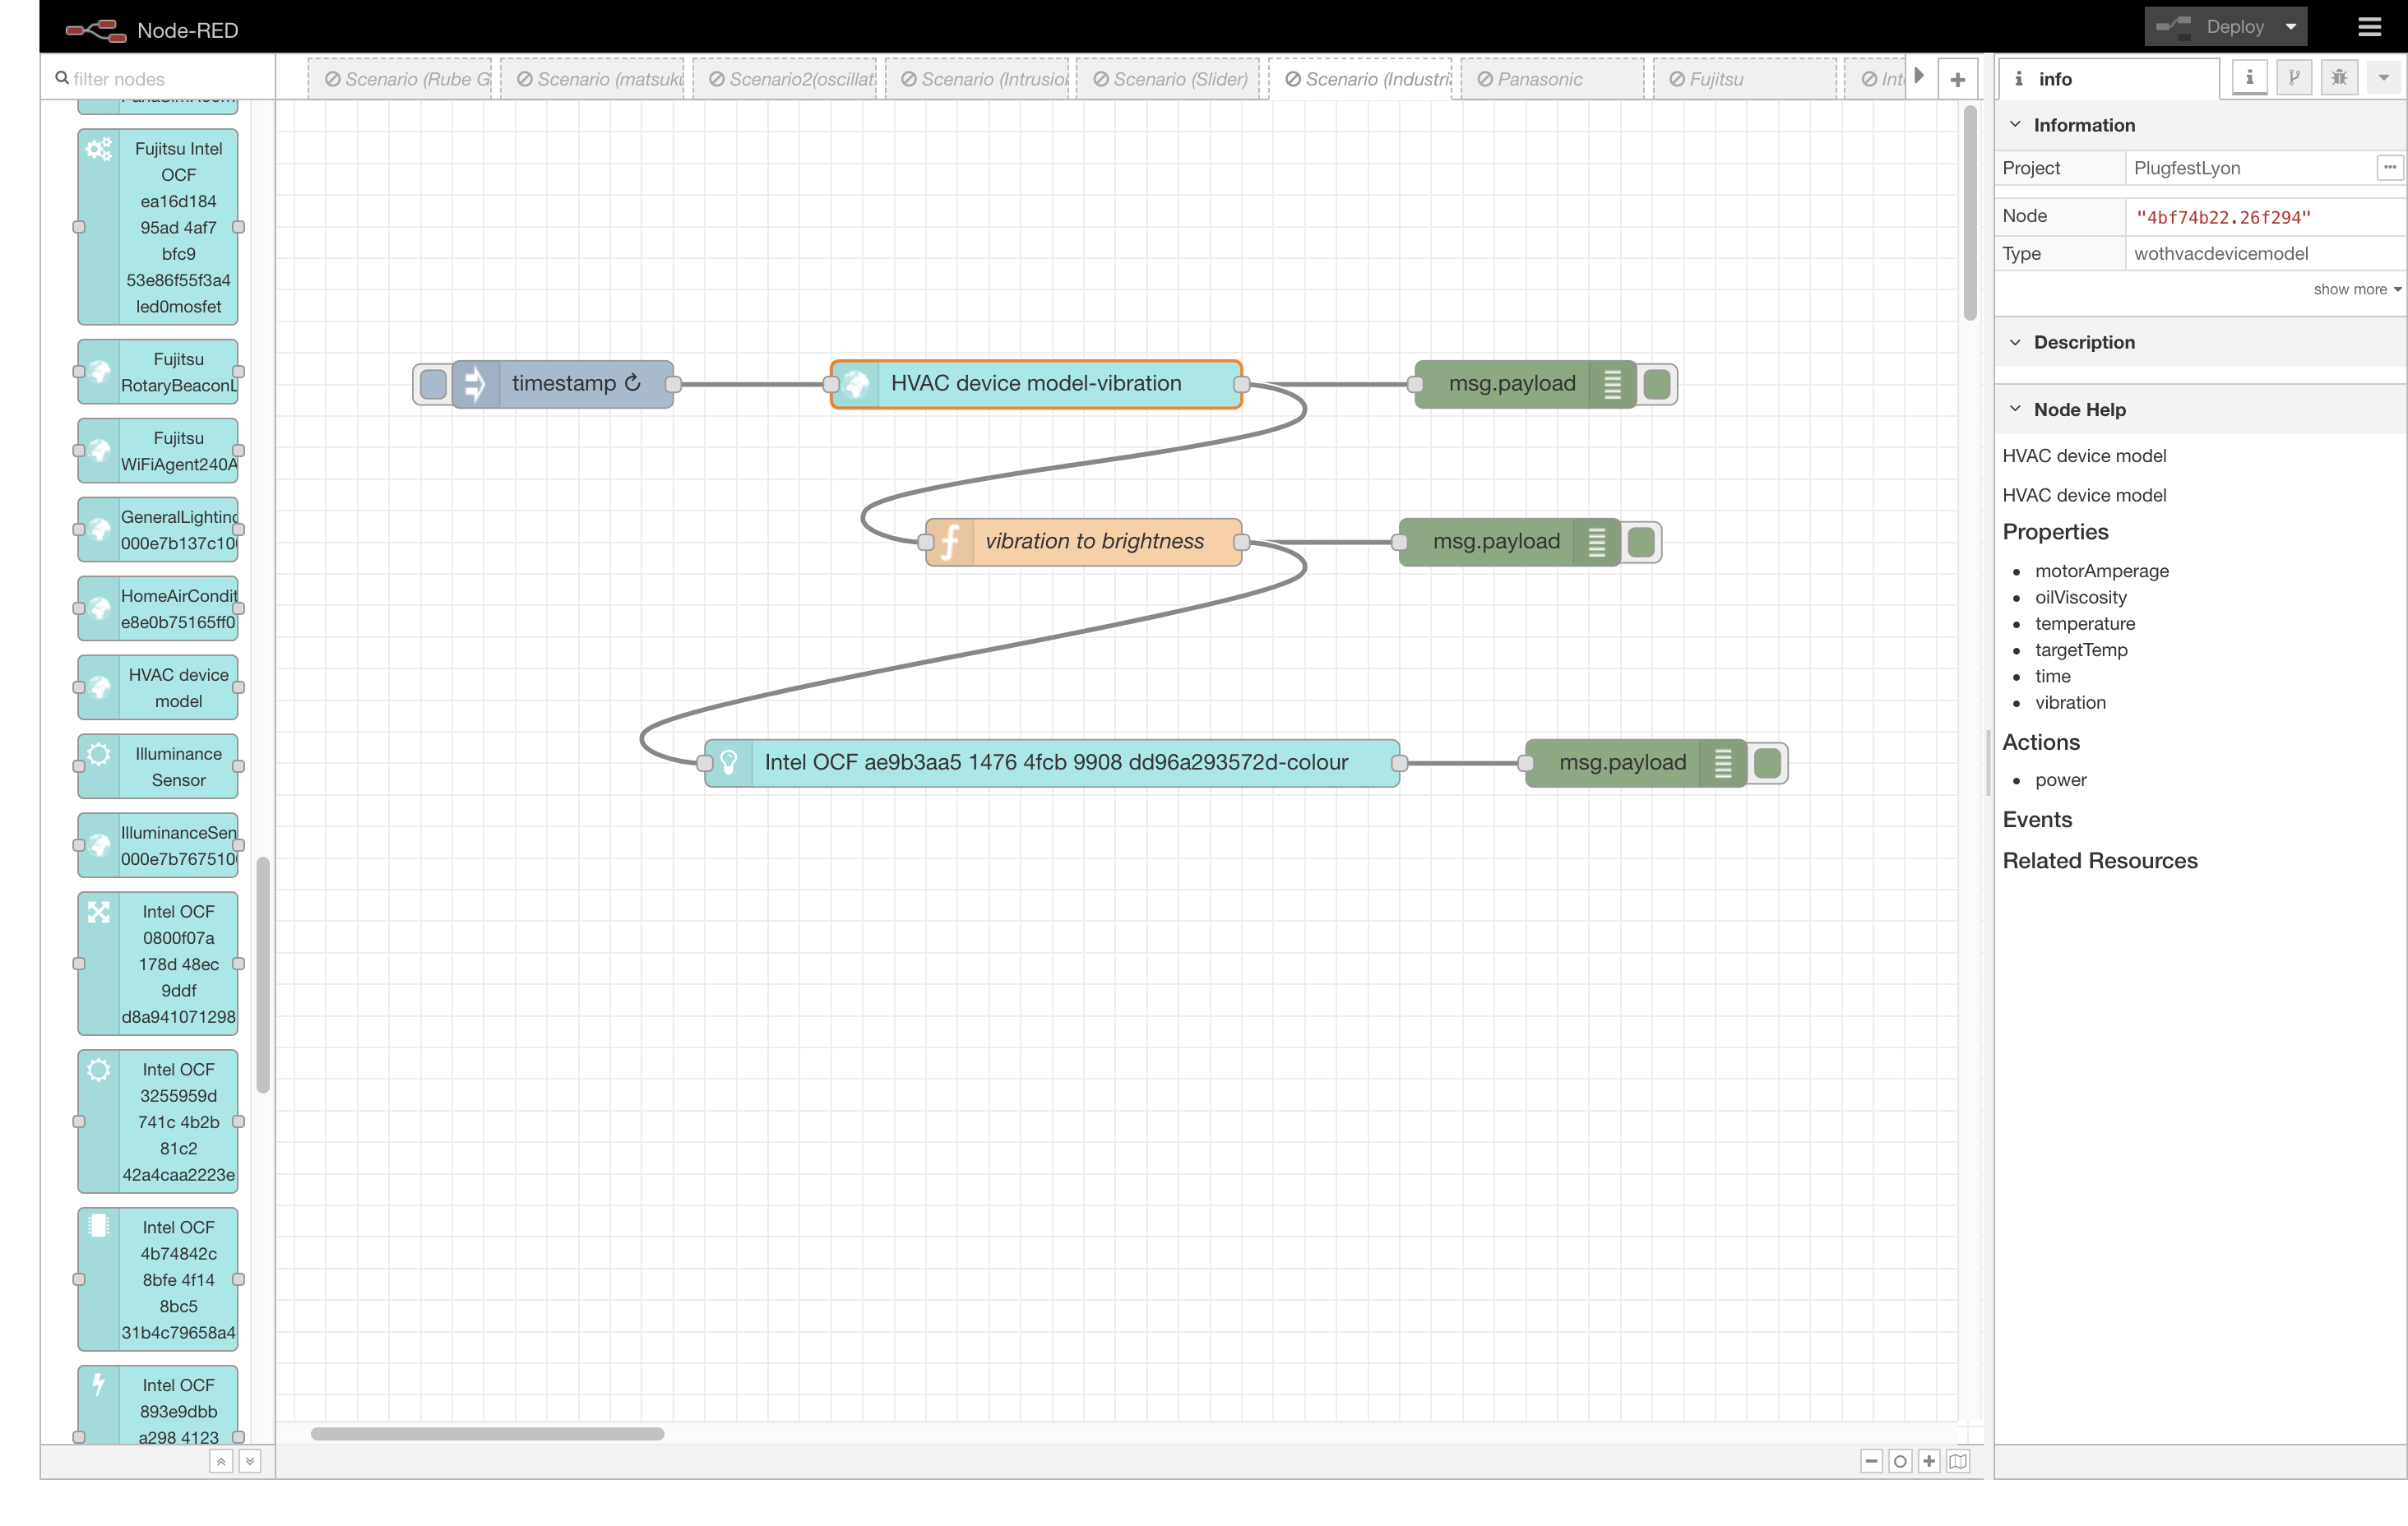 Node-RED
Deploy
filter nodes
Scenario (Rube G
Scenario (matsuk
Scenario2(oscillat
Scenario (Intrusio
Scenario (Slider)
Scenario (Industri
Panasonic
Fujitsu
Int
info
Fujitsu Intel
OCF
ea16d184
95ad 4af7
bfc9
53e86f55f3a4
led0mosfet
Fujitsu
RotaryBeaconL
Fujitsu
WiFiAgent240A
GeneralLighting
000e7b137c10
HomeAirCondit
e8e0b75165ff0
HVAC device
model
Illuminance
Sensor
IlluminanceSen
000e7b767510
Intel OCF
0800f07a
178d 48ec
9ddf
d8a941071298
Intel OCF
3255959d
741c 4b2b
81c2
42a4caa2223e
Intel OCF
4b74842c
8bfe 4f14
8bc5
31b4c79658a4
Intel OCF
893e9dbb
a298 4123
timestamp ↻
HVAC device model-vibration
msg.payload
vibration to brightness
msg.payload
Intel OCF ae9b3aa5 1476 4fcb 9908 dd96a293572d-colour
msg.payload
Information
Project PlugfestLyon
Node "4bf74b22.26f294"
Type wothvacdevicemodel
show more
Description
Node Help
HVAC device model
HVAC device model
Properties
• motorAmperage
• oilViscosity
• temperature
• targetTemp
• time
• vibration
Actions
• power
Events
Related Resources